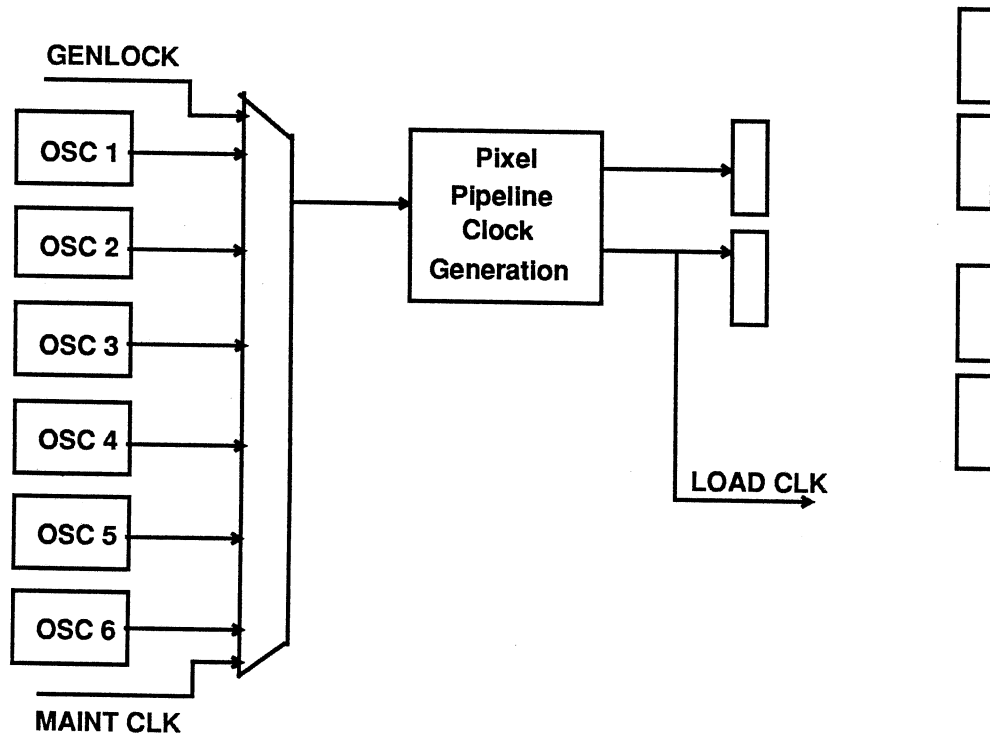 GENLOCK
OSC 1
OSC 2
OSC 3
OSC 4
OSC 5
OSC 6
MAINT CLK
Pixel
Pipeline
Clock
Generation
LOAD CLK